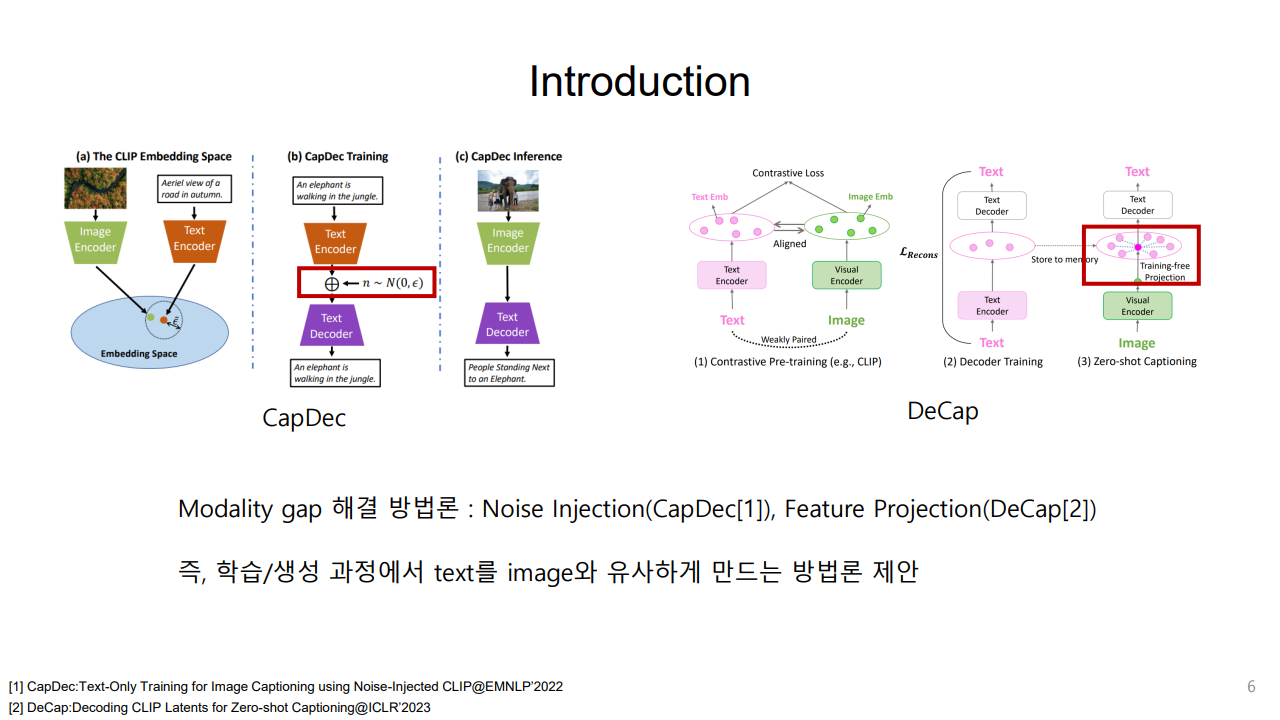 Introduction
(a) The CLIP Embedding Space
Aeriel view of a
road in autumn.
Image
Encoder
Text
Encoder
ϵ
Embedding Space
(b) CapDec Training
An elephant is
walking in the jungle.
Text
Encoder
⊕ ← n ~ N(0,ϵ)
Text
Decoder
An elephant is
walking in the jungle.
(c) CapDec Inference
Image
Encoder
Text
Decoder
People Standing Next
to an Elephant.
CapDec
Contrastive Loss
Text Emb
Image Emb
Aligned
Text
Encoder
Visual
Encoder
Text
Image
Weakly Paired
(1) Contrastive Pre-training (e.g., CLIP)
Text
Text
Decoder
ℒRecons
Store to memory
Text
Encoder
Text
(2) Decoder Training
Text
Text
Decoder
Training-free
Projection
Visual
Encoder
Image
(3) Zero-shot Captioning
DeCap
Modality gap 해결 방법론 : Noise Injection(CapDec[1]), Feature Projection(DeCap[2])
즉, 학습/생성 과정에서 text를 image와 유사하게 만드는 방법론 제안
[1] CapDec:Text-Only Training for Image Captioning using Noise-Injected CLIP@EMNLP’2022
[2] DeCap:Decoding CLIP Latents for Zero-shot Captioning@ICLR’2023
6